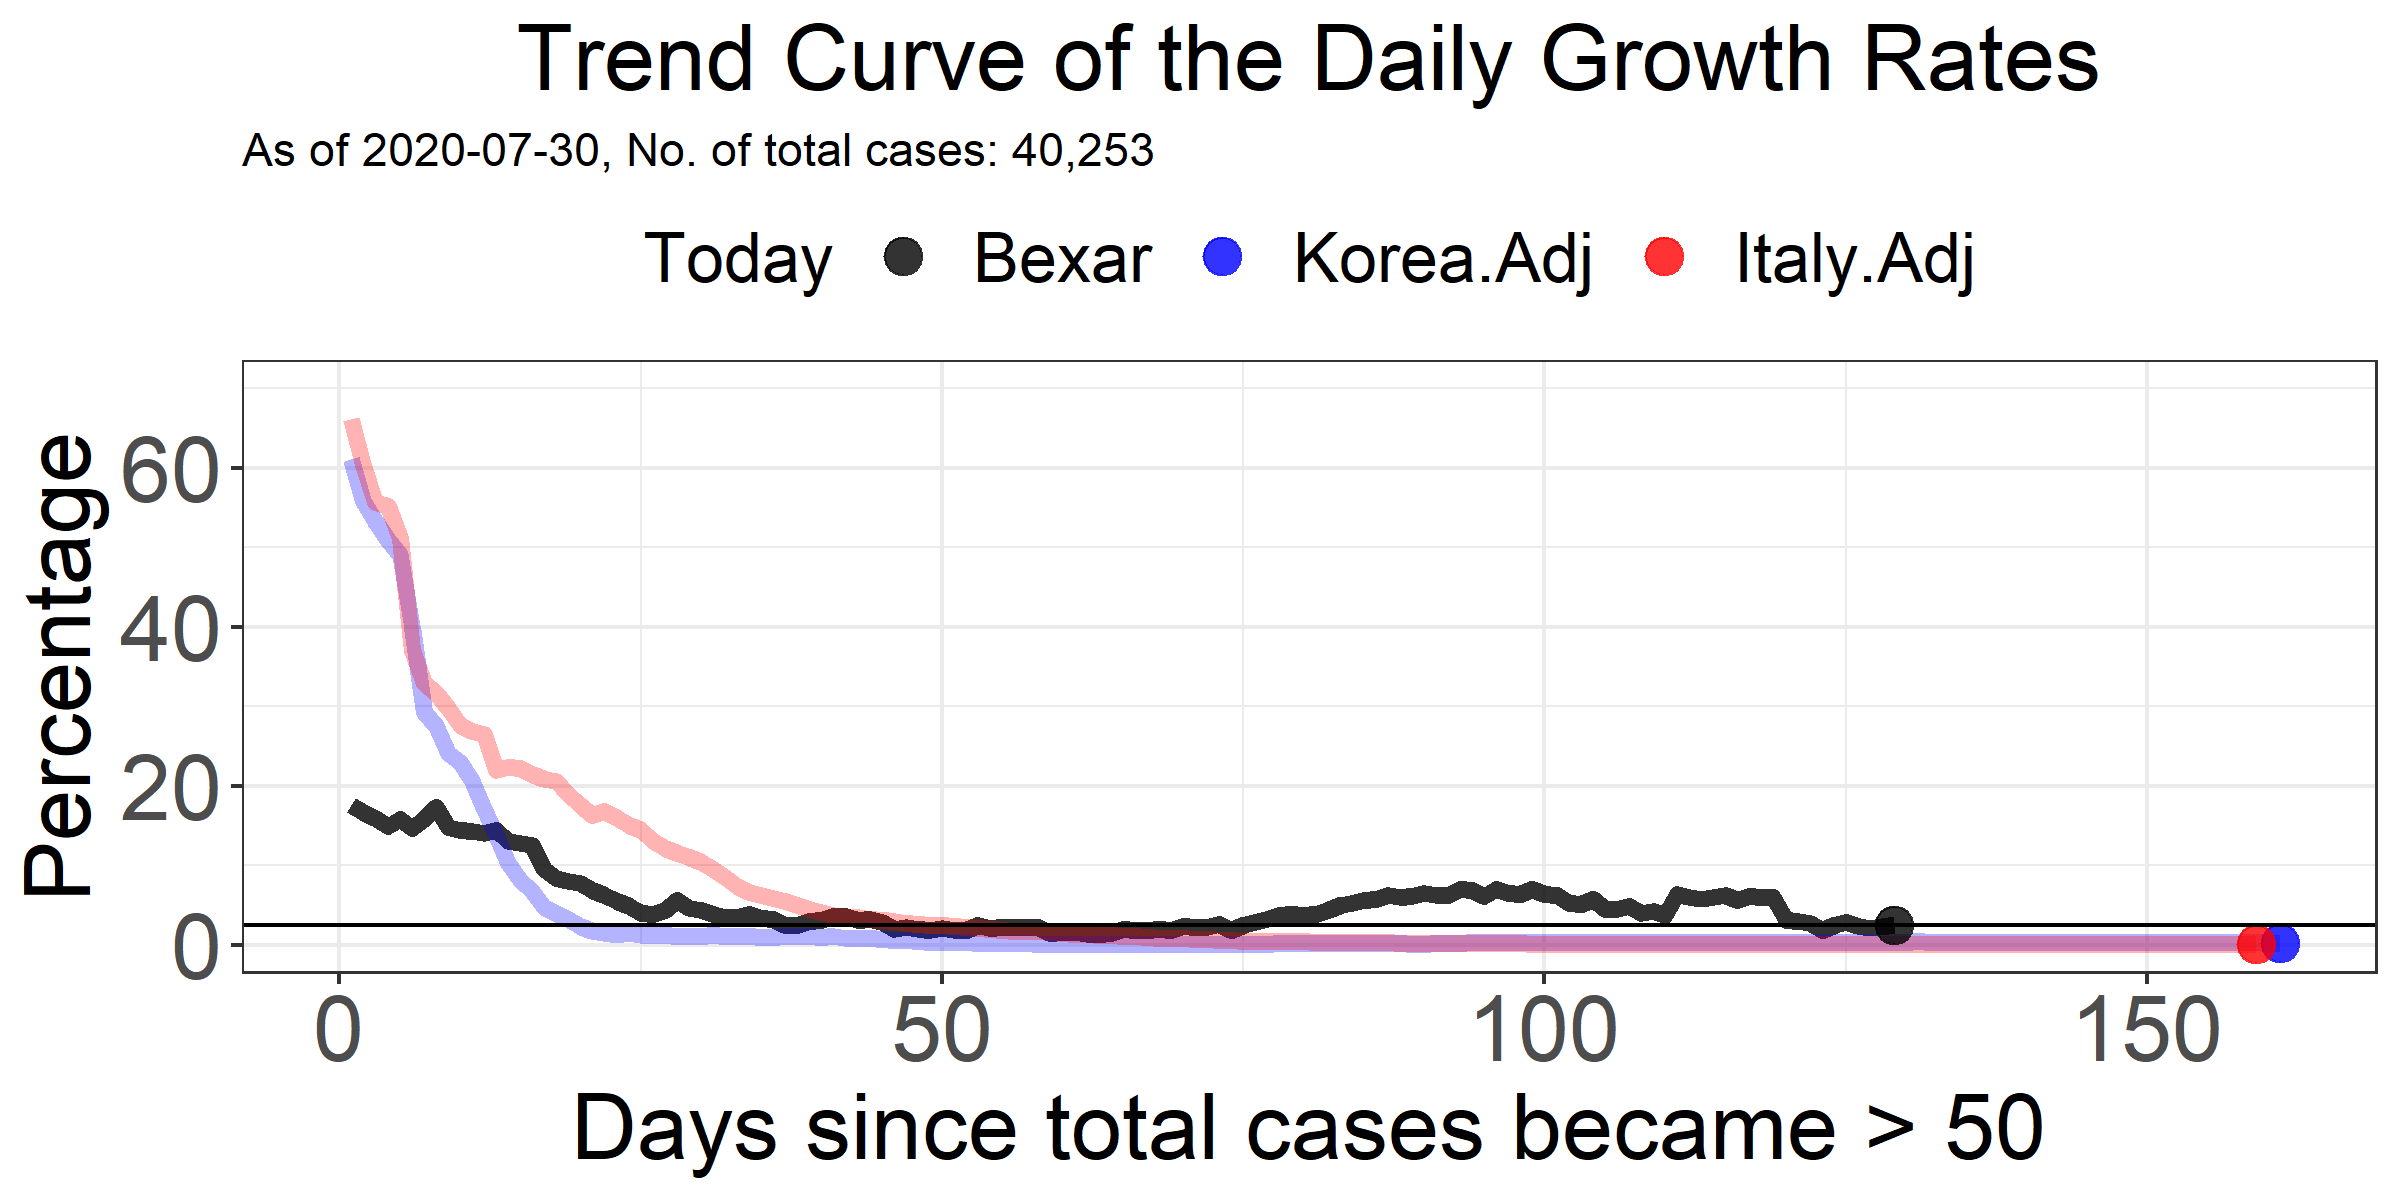 Trend Curve of the Daily Growth Rates
As of 2020-07-30, No. of total cases: 40,253
Today Bexar Korea.Adj Italy.Adj
Percentage
60
40
20
0
0 50 100 150
Days since total cases became > 50